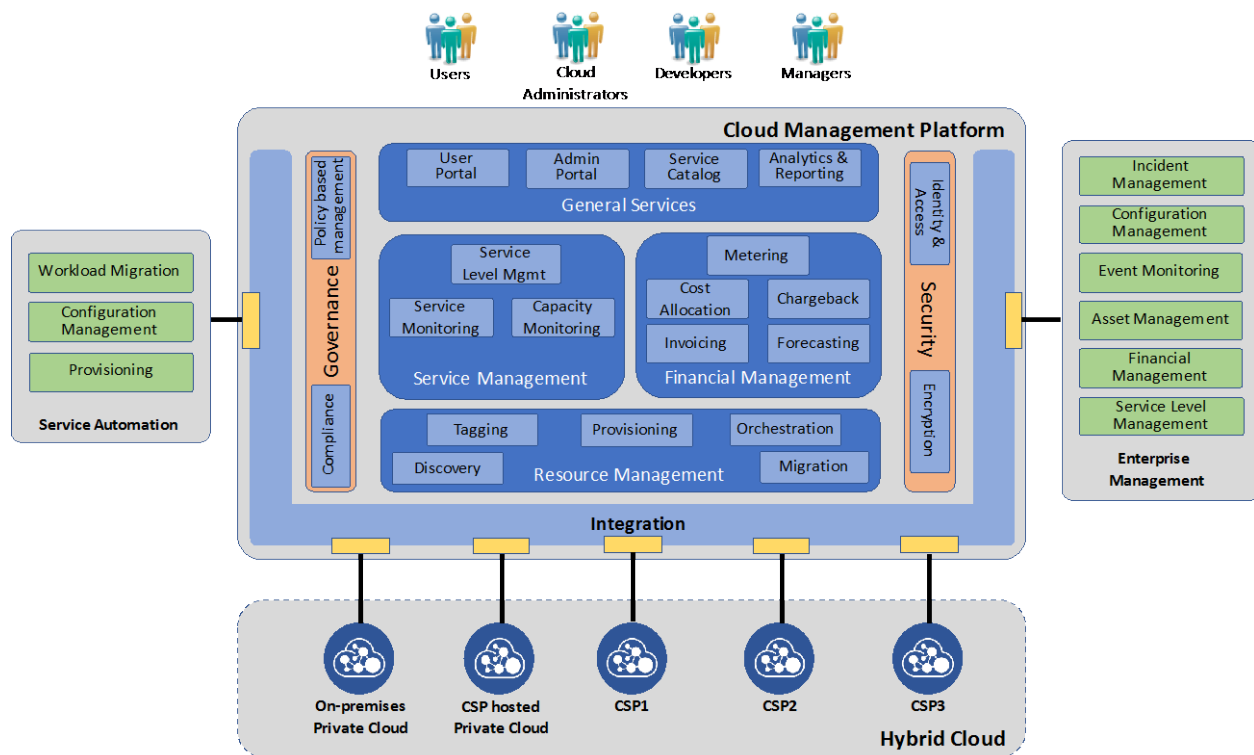 Users
Cloud
Administrators
Developers
Managers
Cloud Management Platform
User
Portal
Admin
Portal
Service
Catalog
Analytics &
Reporting
General Services
Policy based
management
Governance
Compliance
Identity &
Access
Security
Encryption
Service
Level Mgmt
Service
Monitoring
Capacity
Monitoring
Service Management
Metering
Cost
Allocation
Chargeback
Invoicing
Forecasting
Financial Management
Tagging
Provisioning
Orchestration
Discovery
Migration
Resource Management
Integration
Workload Migration
Configuration
Management
Provisioning
Service Automation
Incident
Management
Configuration
Management
Event Monitoring
Asset Management
Financial
Management
Service Level
Management
Enterprise
Management
On-premises
Private Cloud
CSP hosted
Private Cloud
CSP1
CSP2
CSP3
Hybrid Cloud